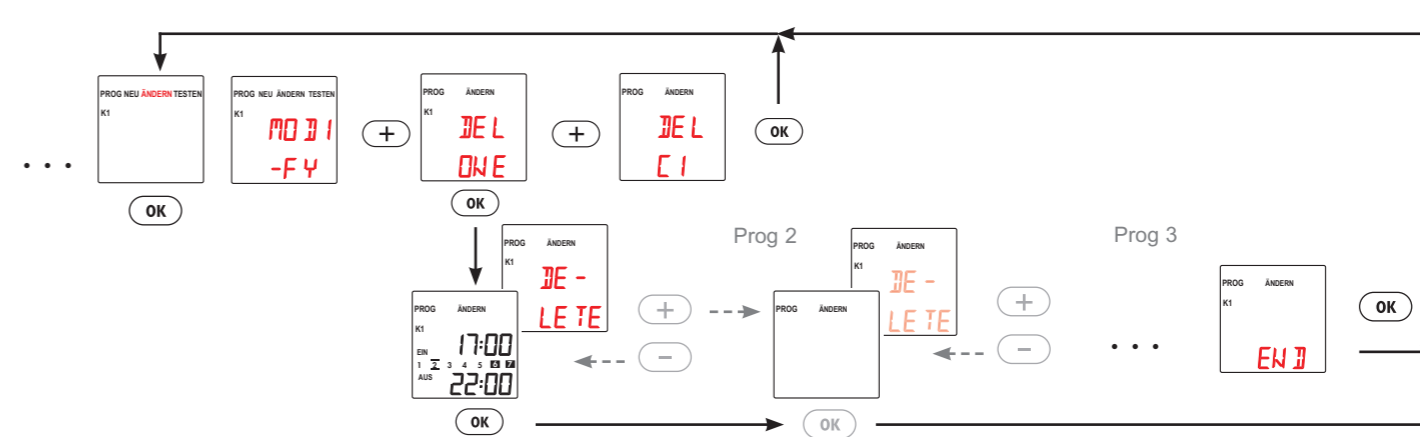 PROG NEU ÄNDERN TESTEN
K1
OK
PROG NEU ÄNDERN TESTEN
K1
MODI
-FY
+
PROG ÄNDERN
K1
DEL
ONE
OK
+
PROG ÄNDERN
K1
DEL
C1
OK
PROG ÄNDERN
K1
DE-
LETE
PROG ÄNDERN
K1
EIN 17:00
1 2 3 4 5 6 7
AUS 22:00
OK
+
-
Prog 2
PROG ÄNDERN
K1
DE-
LETE
PROG ÄNDERN
OK
+
-
Prog 3
...
PROG ÄNDERN
K1
END
OK